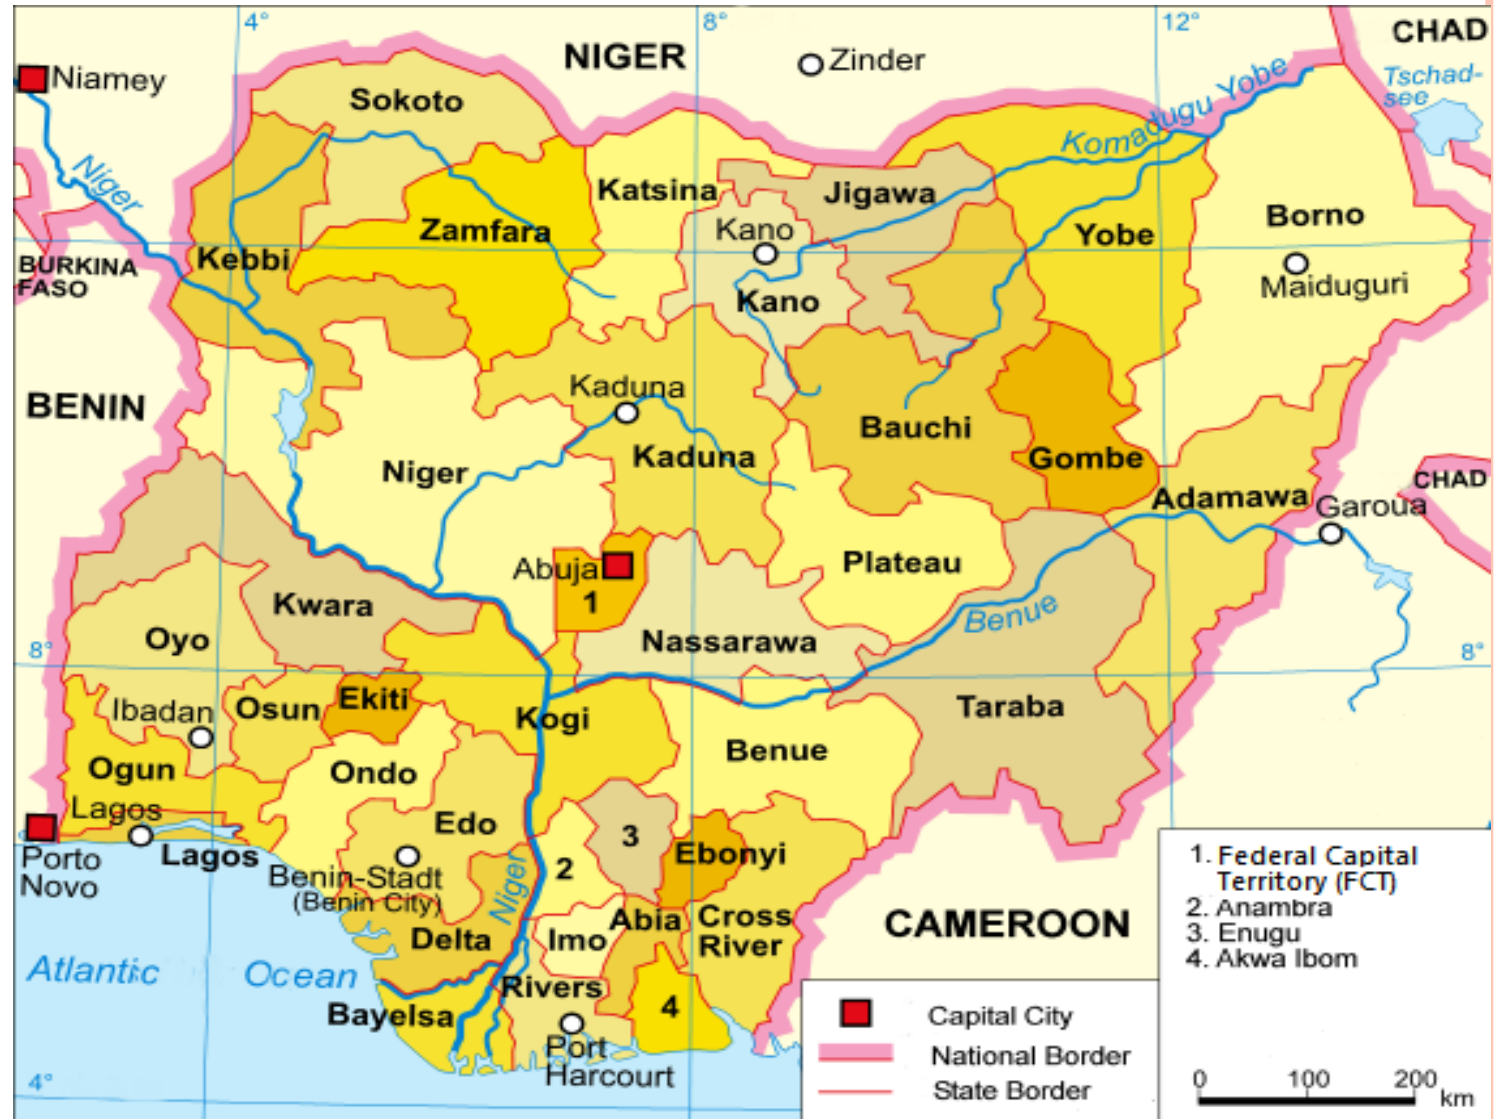 4°
8°
12°
NIGER
Zinder
CHAD
Niamey
Sokoto
Komadugu Yobe
Tschad-
see
Niger
Katsina
Jigawa
Zamfara
Kano
Yobe
Borno
BURKINA
FASO
Kebbi
Maiduguri
Kano
Kaduna
BENIN
Bauchi
Niger
Kaduna
Gombe
CHAD
Adamawa
Garoua
Abuja
1
Plateau
Kwara
Benue
Oyo
Nassarawa
8°
8°
Ibadan
Osun
Ekiti
Kogi
Taraba
Benue
Ogun
Ondo
Lagos
Edo
3
Ebonyi
Porto
Novo
Lagos
Benin-Stadt
(Benin City)
Niger
2
Abia
Cross
River
CAMEROON
Delta
Imo
Atlantic Ocean
Rivers
Bayelsa
4
Port
Harcourt
4°
1. Federal Capital
Territory (FCT)
2. Anambra
3. Enugu
4. Akwa Ibom
Capital City
National Border
State Border
0 100 200
km